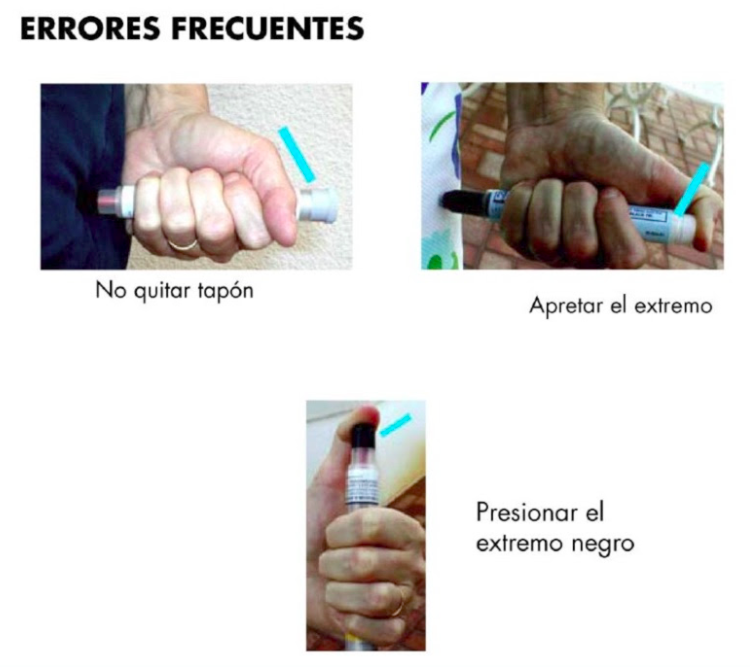 ERRORES FRECUENTES
No quitar tapón
Apretar el extremo
Presionar el
extremo negro